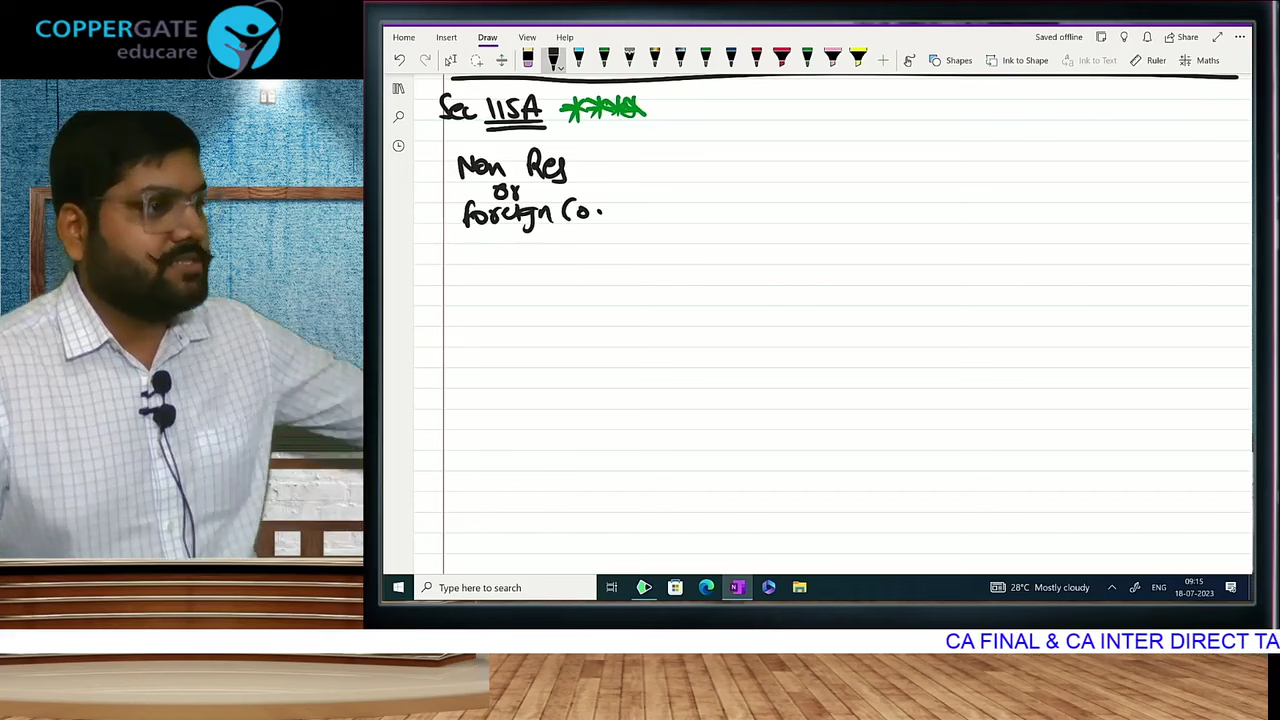 COPPERGATE
educare
Home Insert Draw View Help
Saved offline
Share
Shapes
Ink to Shape
Ink to Text
Ruler
Maths
Sec 115A
Non Res
or
foreign Co.
Type here to search
28°C Mostly cloudy
ENG
09:15
18-07-2023
CA FINAL & CA INTER DIRECT TA